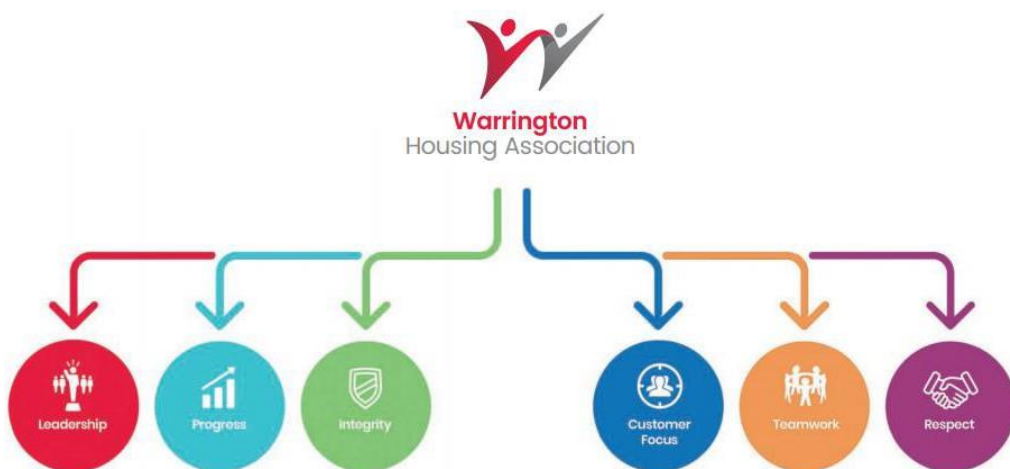 Warrington
Housing Association
Leadership
Progress
Integrity
Customer
Focus
Teamwork
Respect